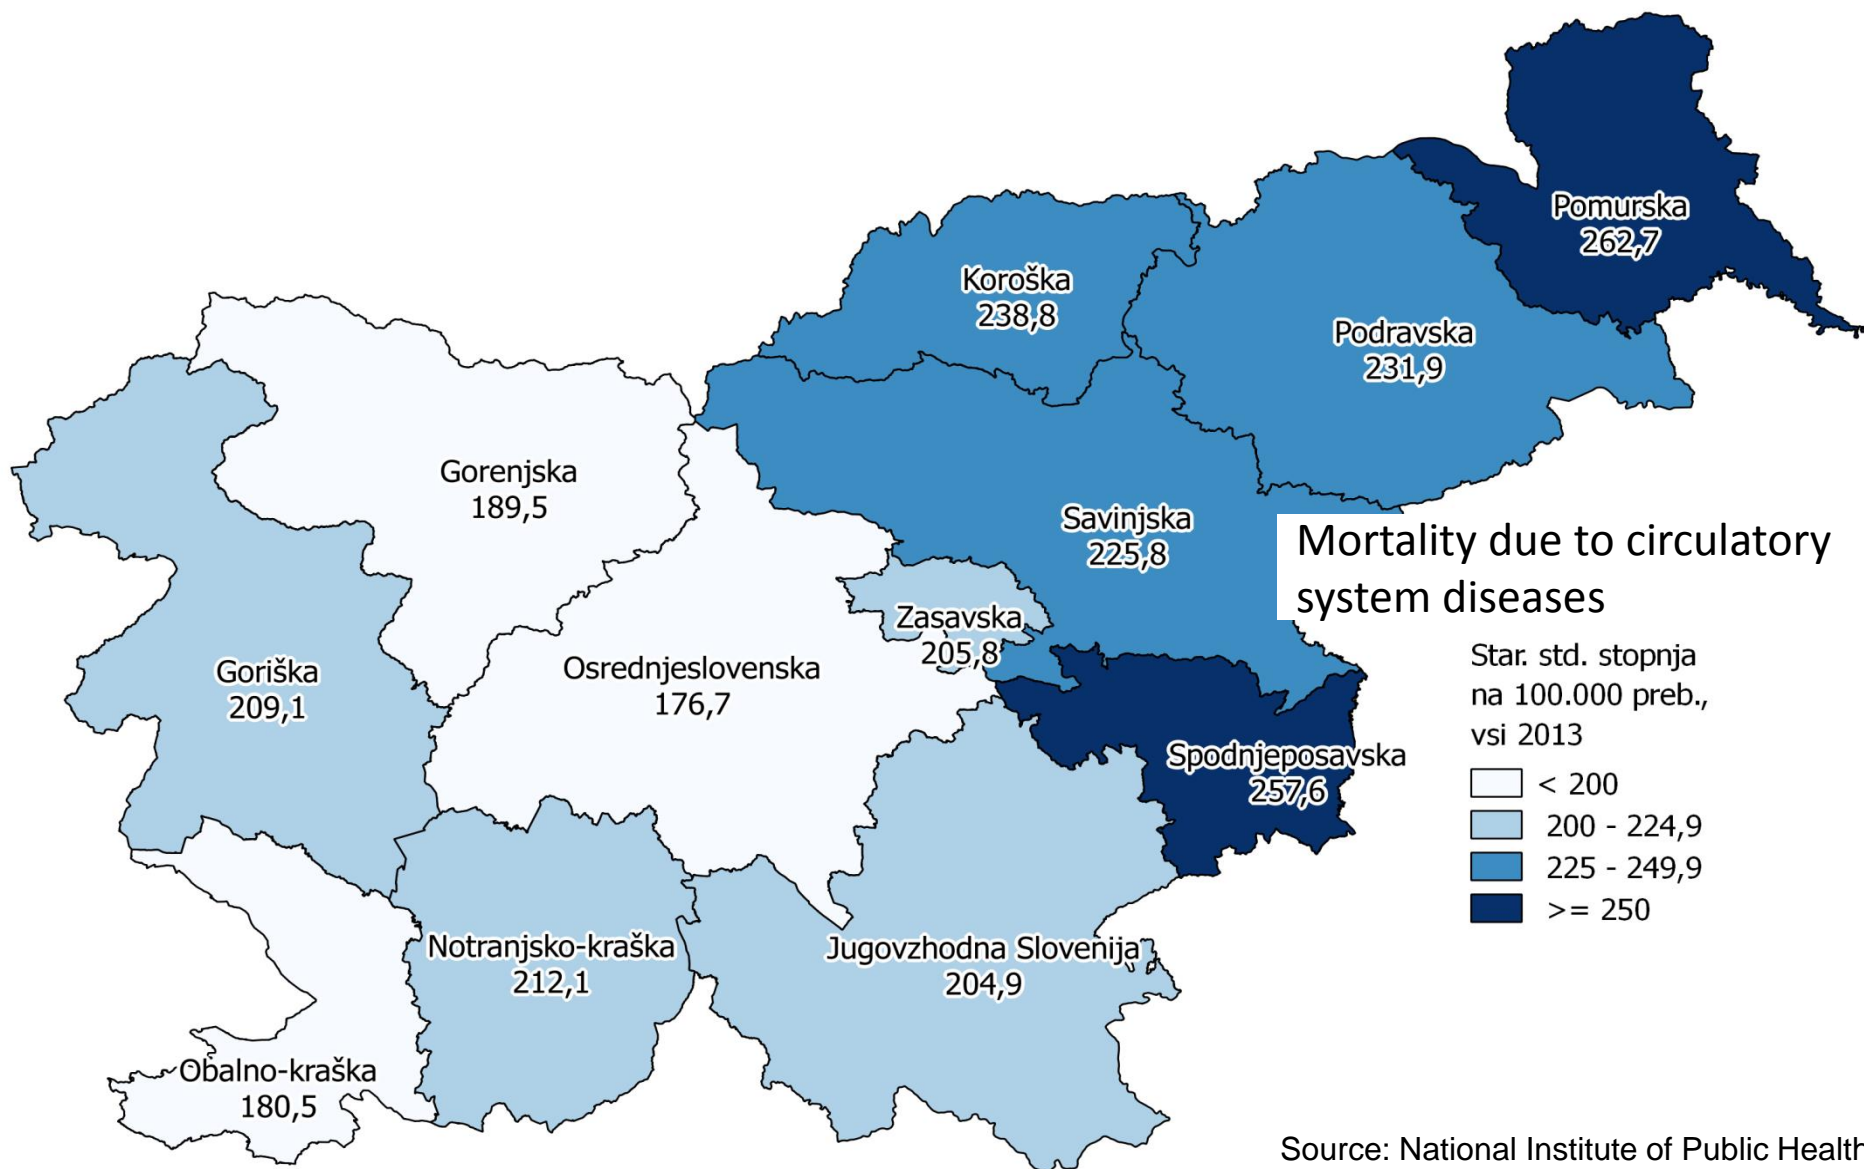 Pomurska
262,7
Koroška
238,8
Podravska
231,9
Gorenjska
189,5
Savinjska
225,8
Mortality due to circulatory
system diseases
Zasavska
205,8
Goriška
209,1
Osrednjeslovenska
176,7
Star. std. stopnja
na 100.000 preb.,
vsi 2013
< 200
200 - 224,9
225 - 249,9
>= 250
Spodnjeposavska
257,6
Notranjsko-kraška
212,1
Jugovzhodna Slovenija
204,9
Obalno-kraška
180,5
Source: National Institute of Public Health